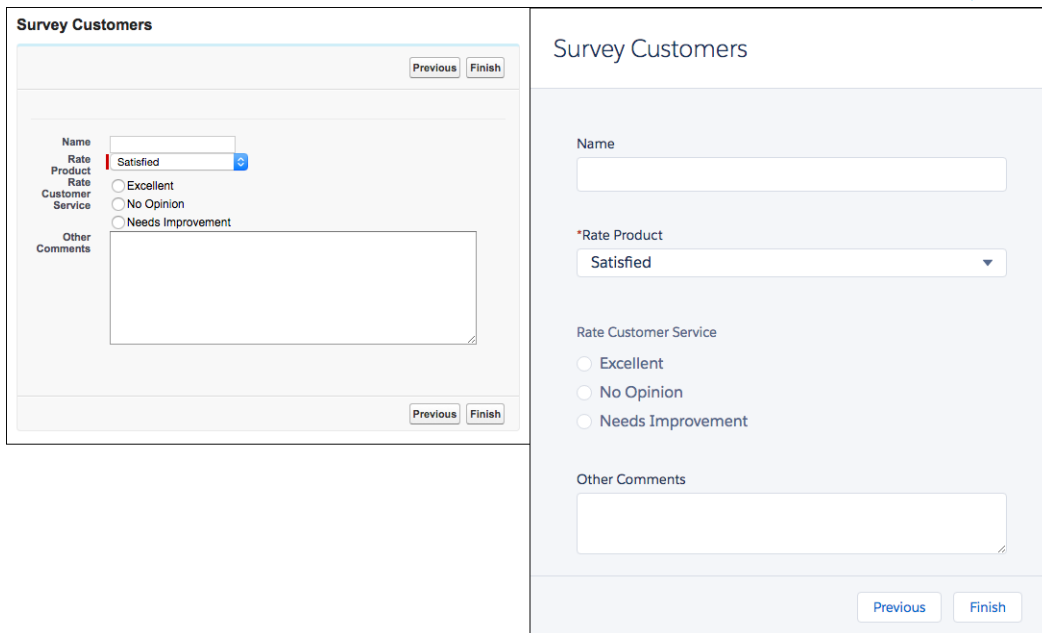 Survey Customers
Previous Finish
Name
Rate Product
Satisfied
Rate Customer Service
Excellent
No Opinion
Needs Improvement
Other Comments
Previous Finish
Survey Customers
Name
*Rate Product
Satisfied
Rate Customer Service
Excellent
No Opinion
Needs Improvement
Other Comments
Previous Finish